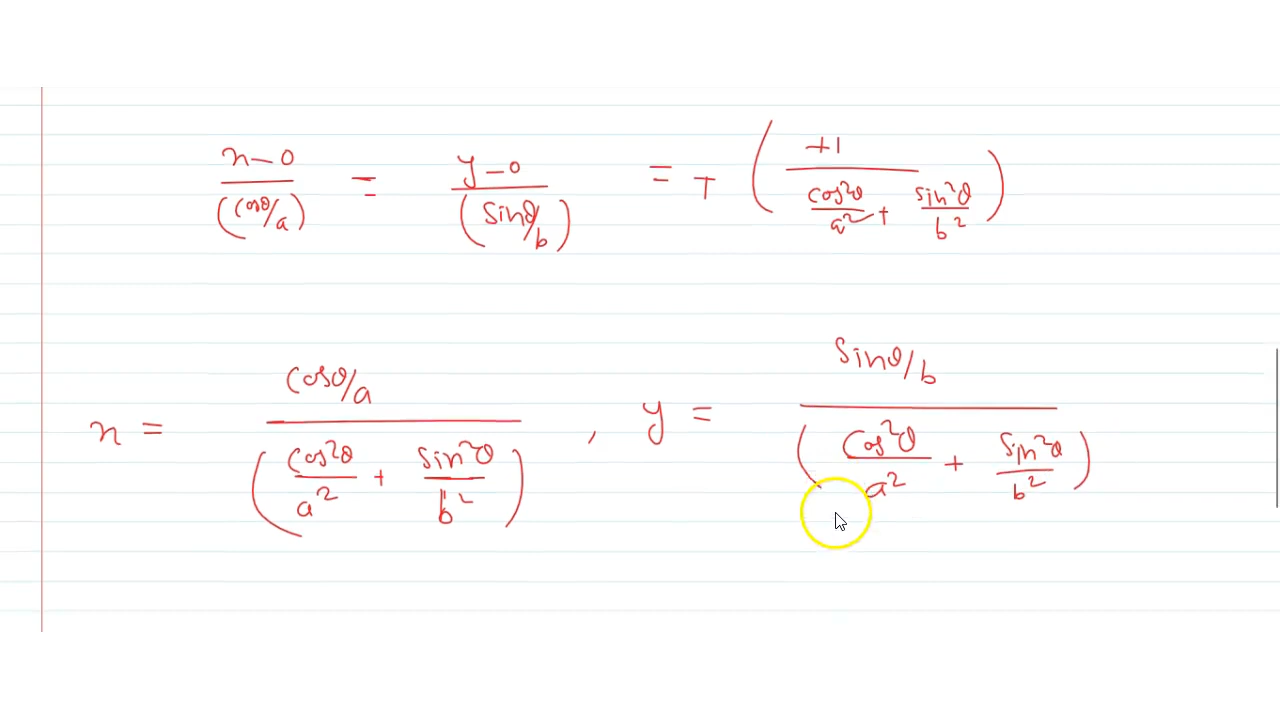 x-0/(cosθ/a) = y-0/(sinθ/b) = + (+1/(cos²θ/a² + sin²θ/b²))
x = cosθ/a/(cos²θ/a² + sin²θ/b²) , y = sinθ/b/(cos²θ/a² + sin²θ/b²)